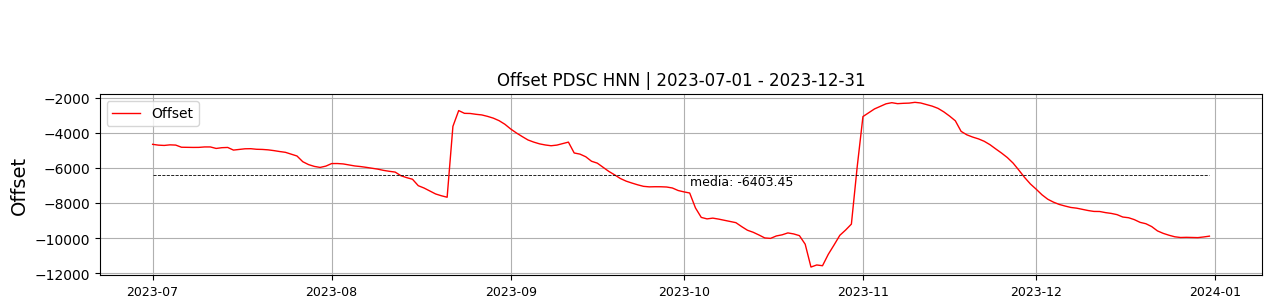 Offset PDSC HNN | 2023-07-01 - 2023-12-31
Offset
Offset
−2000
−4000
−6000
−8000
−10000
−12000
media: -6403.45
2023-07 2023-08 2023-09 2023-10 2023-11 2023-12 2024-01